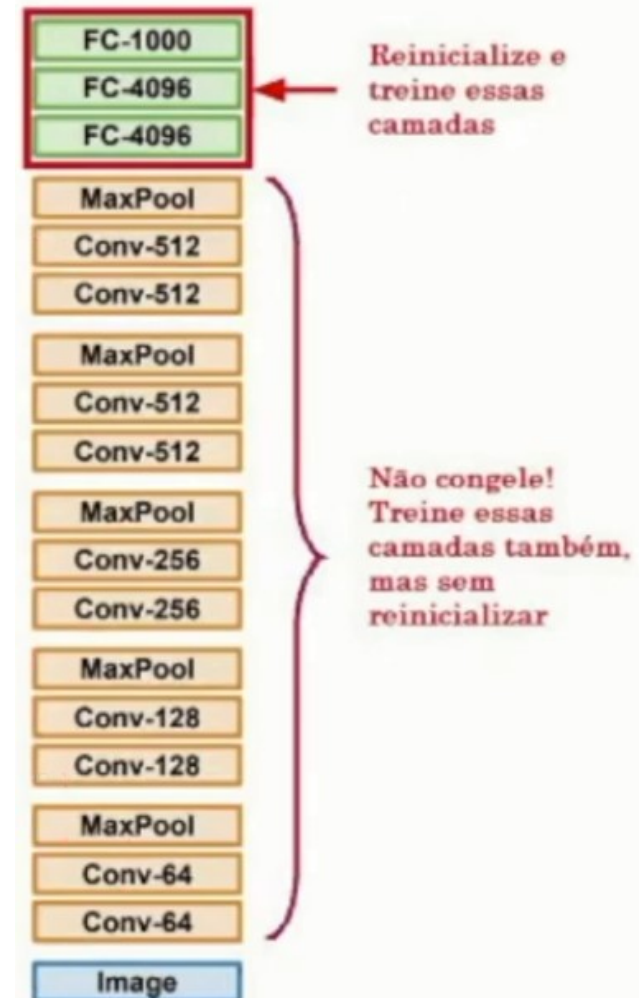 FC-1000
FC-4096
FC-4096
Reinicialize e
treine essas
camadas
MaxPool
Conv-512
Conv-512
MaxPool
Conv-512
Conv-512
MaxPool
Conv-256
Conv-256
MaxPool
Conv-128
Conv-128
MaxPool
Conv-64
Conv-64
Não congele!
Treine essas
camadas também,
mas sem
reinicializar
Image